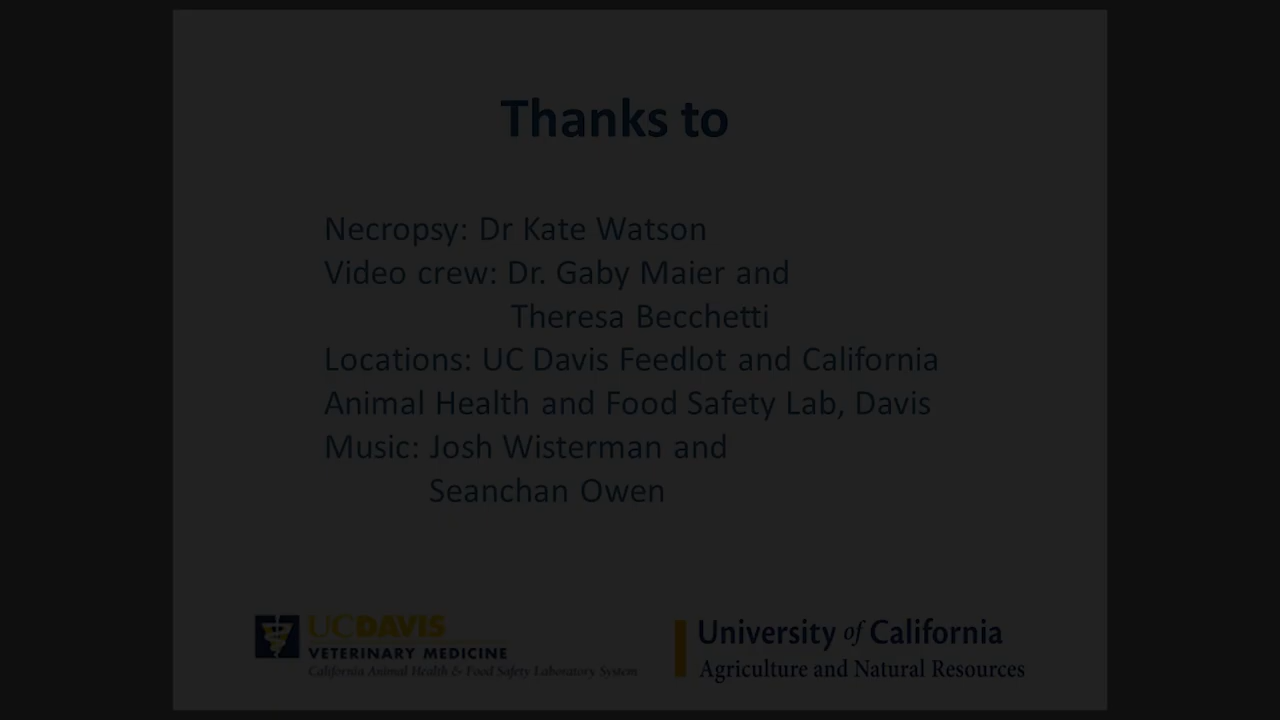 Thanks to
Necropsy: Dr Kate Watson
Video crew: Dr. Gaby Maier and
Theresa Becchetti
Locations: UC Davis Feedlot and California
Animal Health and Food Safety Lab, Davis
Music: Josh Wisterman and
Seanchan Owen
UCDAVIS
VETERINARY MEDICINE
California Animal Health & Food Safety Laboratory System
University of California
Agriculture and Natural Resources